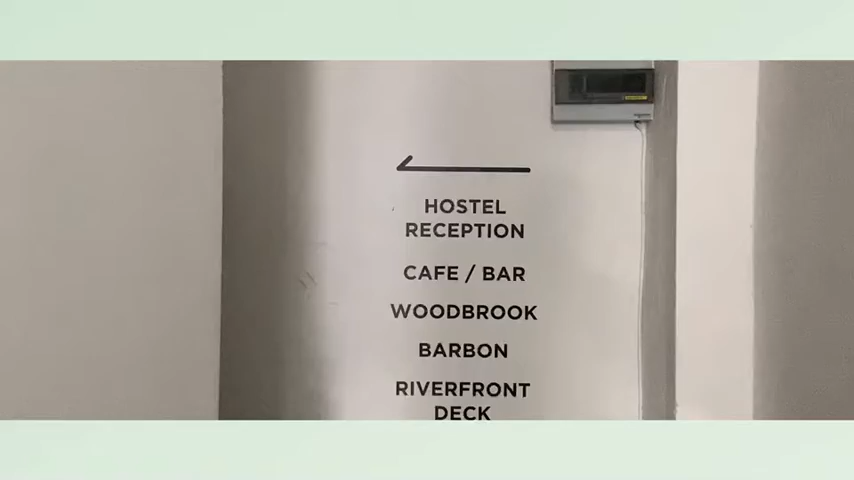 HOSTEL
RECEPTION
CAFE / BAR
WOODBROOK
BARBON
RIVERFRONT
DECK